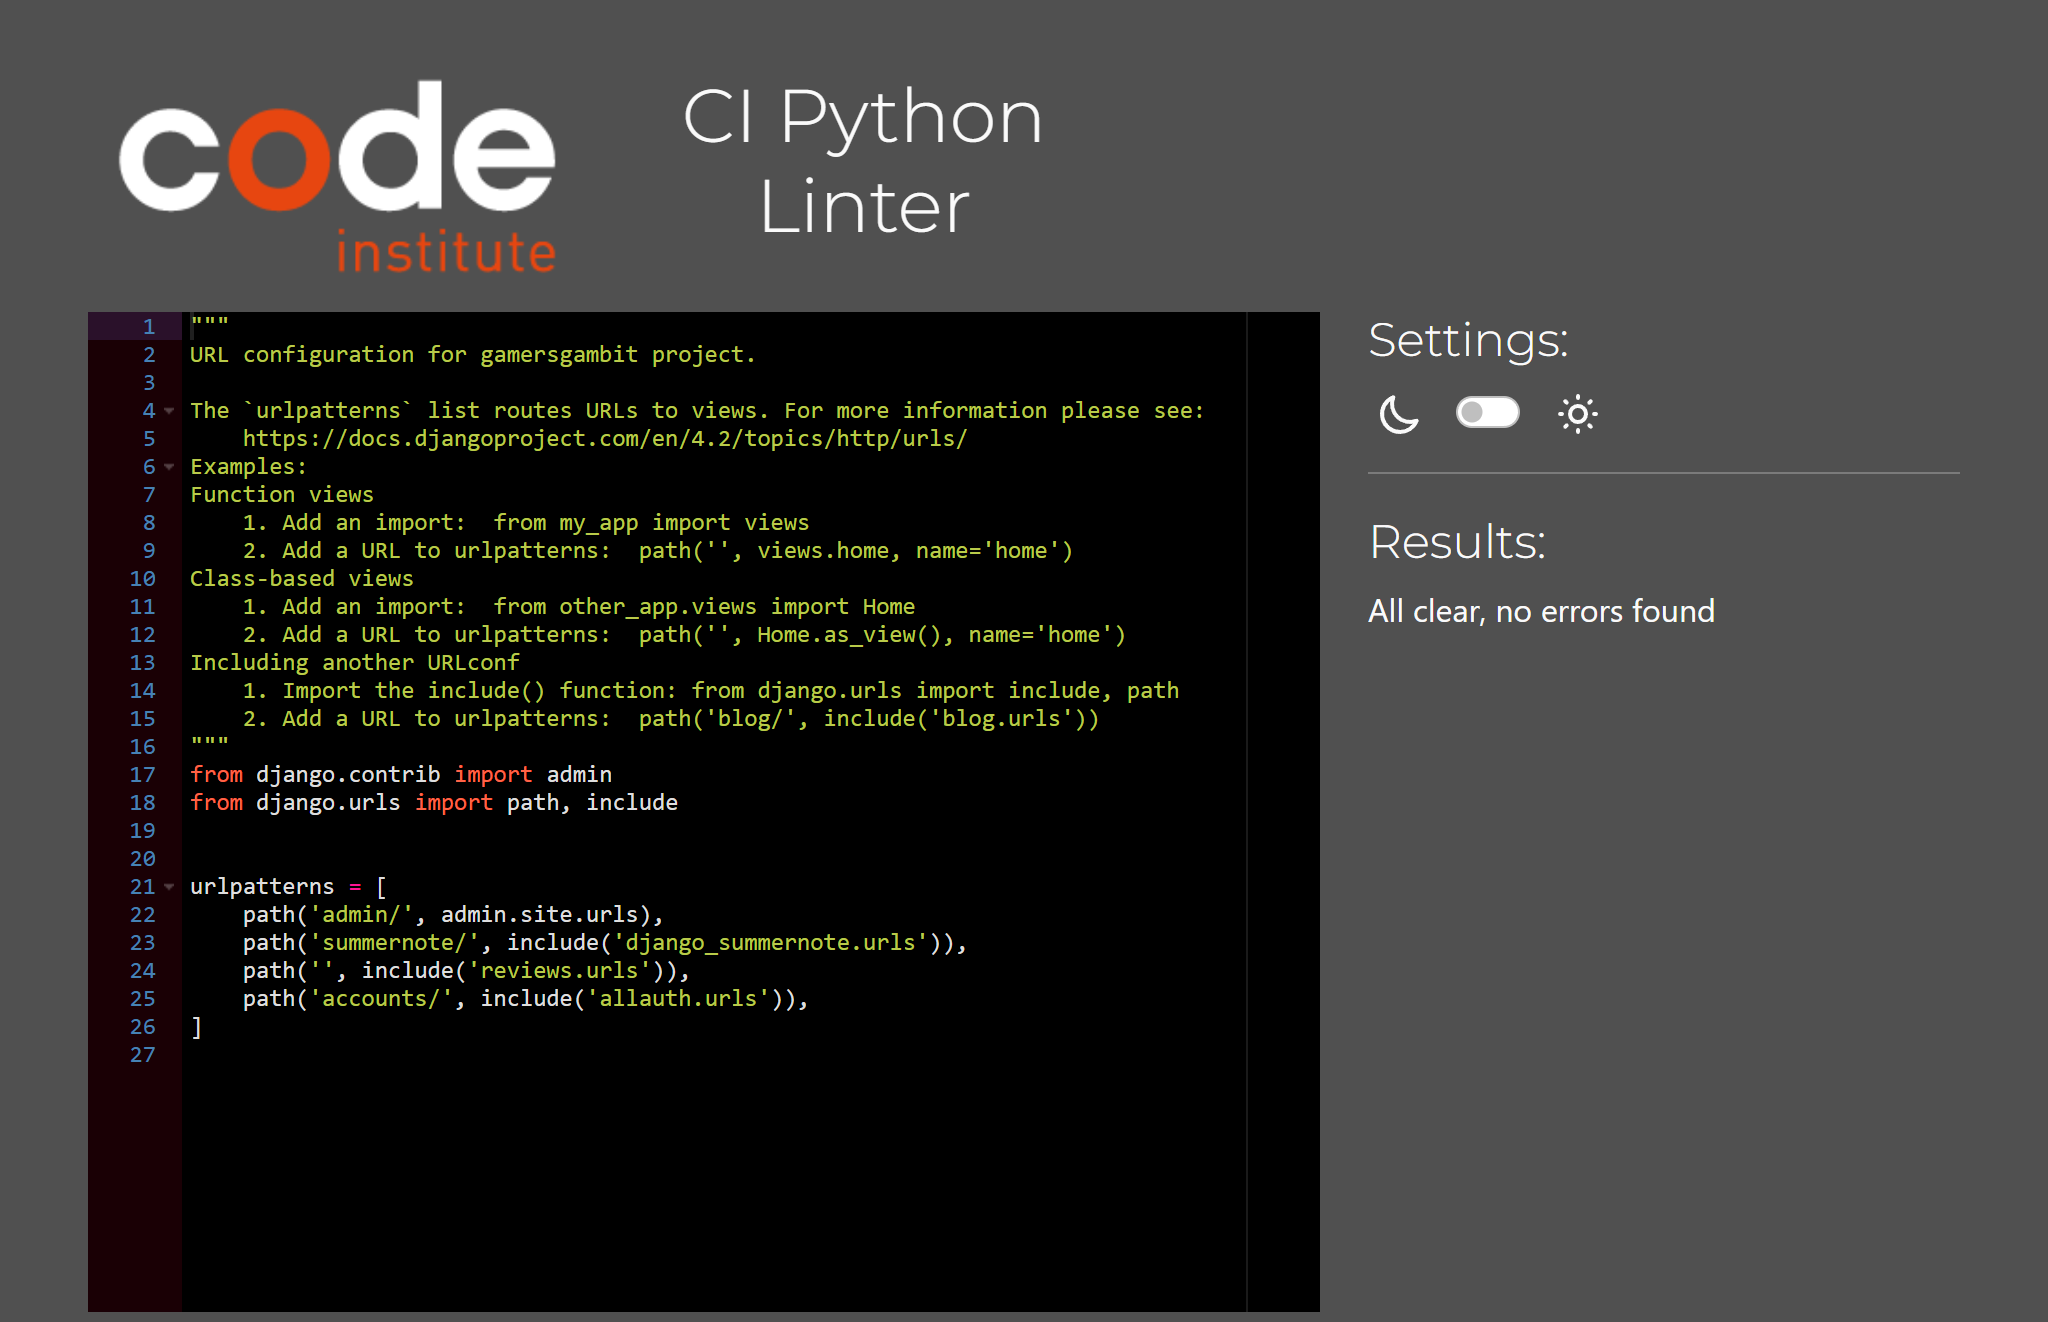 code
institute
CI Python
Linter
1 """
2 URL configuration for gamersgambit project.
3
4 The `urlpatterns` list routes URLs to views. For more information please see:
5     https://docs.djangoproject.com/en/4.2/topics/http/urls/
6 Examples:
7 Function views
8     1. Add an import:  from my_app import views
9     2. Add a URL to urlpatterns:  path('', views.home, name='home')
10 Class-based views
11     1. Add an import:  from other_app.views import Home
12     2. Add a URL to urlpatterns:  path('', Home.as_view(), name='home')
13 Including another URLconf
14     1. Import the include() function: from django.urls import include, path
15     2. Add a URL to urlpatterns:  path('blog/', include('blog.urls'))
16 """
17 from django.contrib import admin
18 from django.urls import path, include
19
20
21 urlpatterns = [
22     path('admin/', admin.site.urls),
23     path('summernote/', include('django_summernote.urls')),
24     path('', include('reviews.urls')),
25     path('accounts/', include('allauth.urls')),
26 ]
27
Settings:
Results:
All clear, no errors found